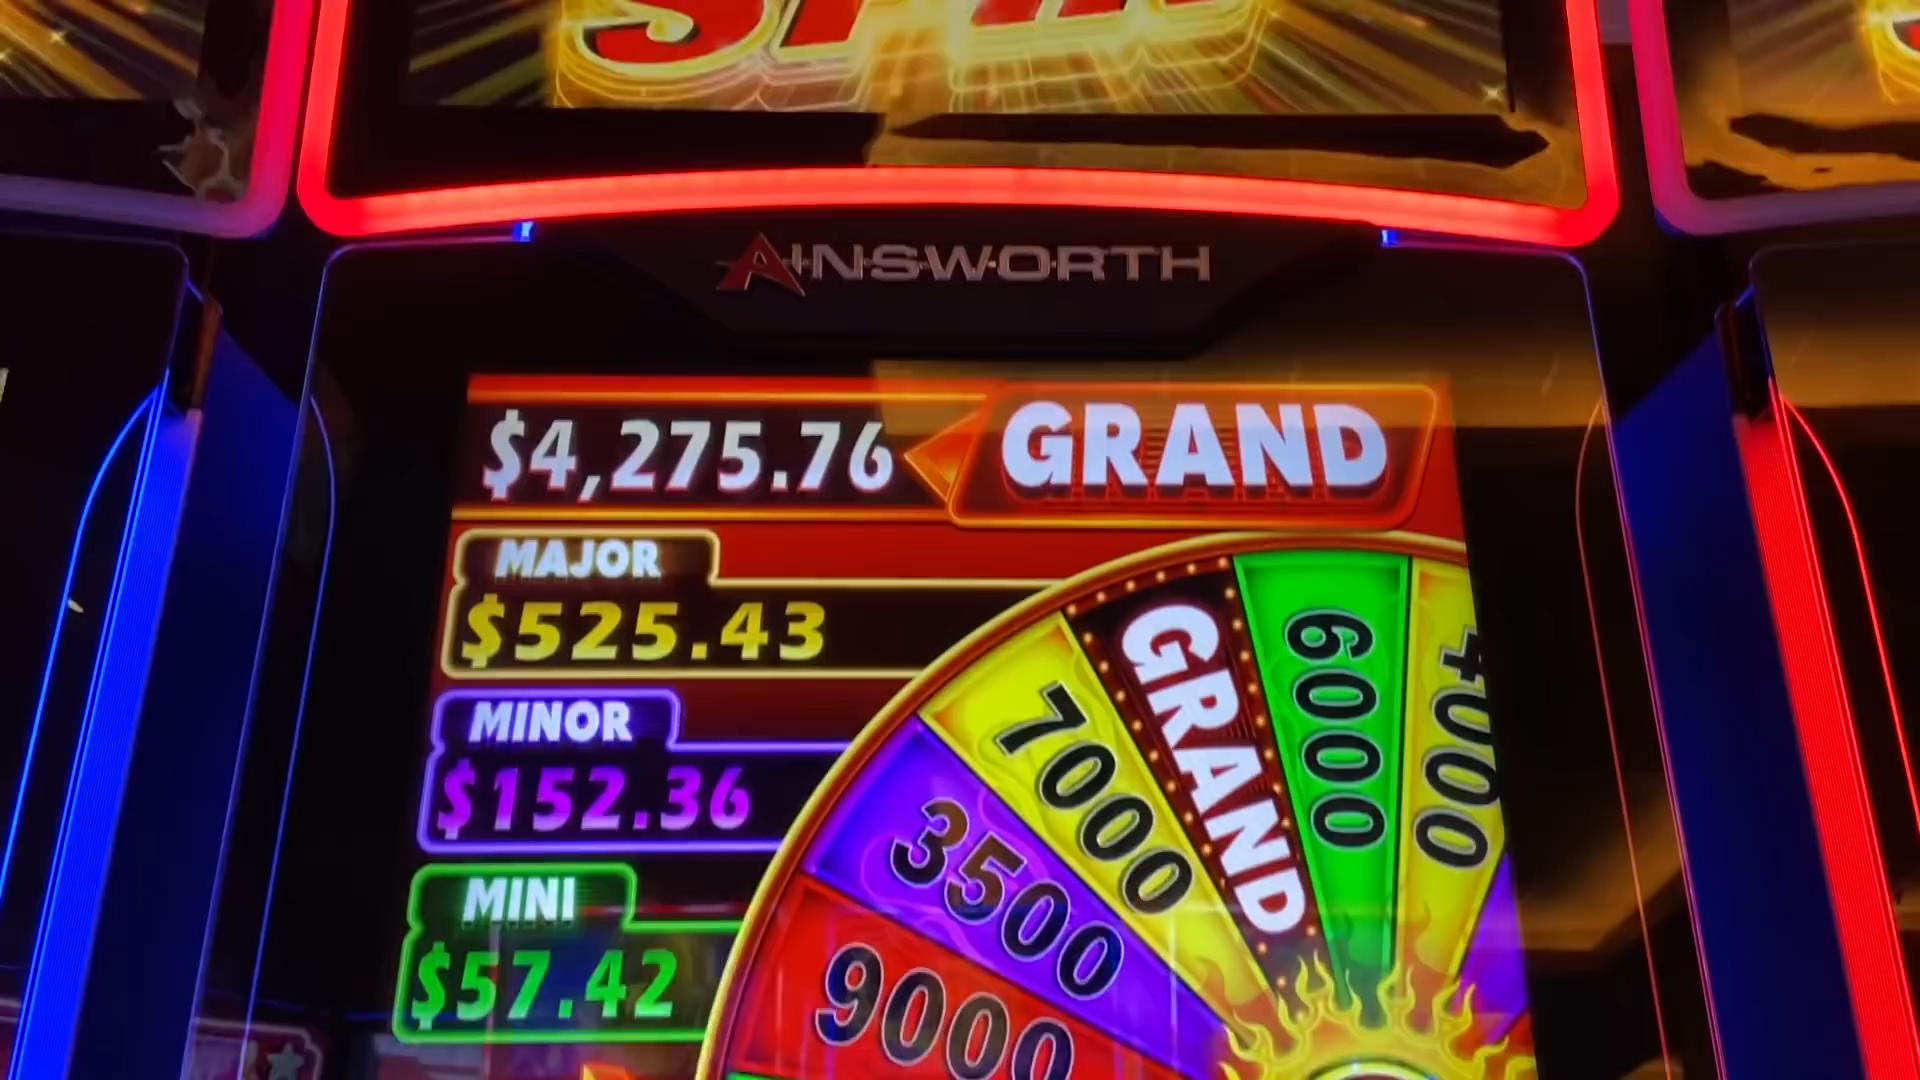 SPIN
AINSWORTH
$4,275.76 GRAND
MAJOR
$525.43
MINOR
$152.36
MINI
$57.42
9000
3500
7000
GRAND
6000
4000